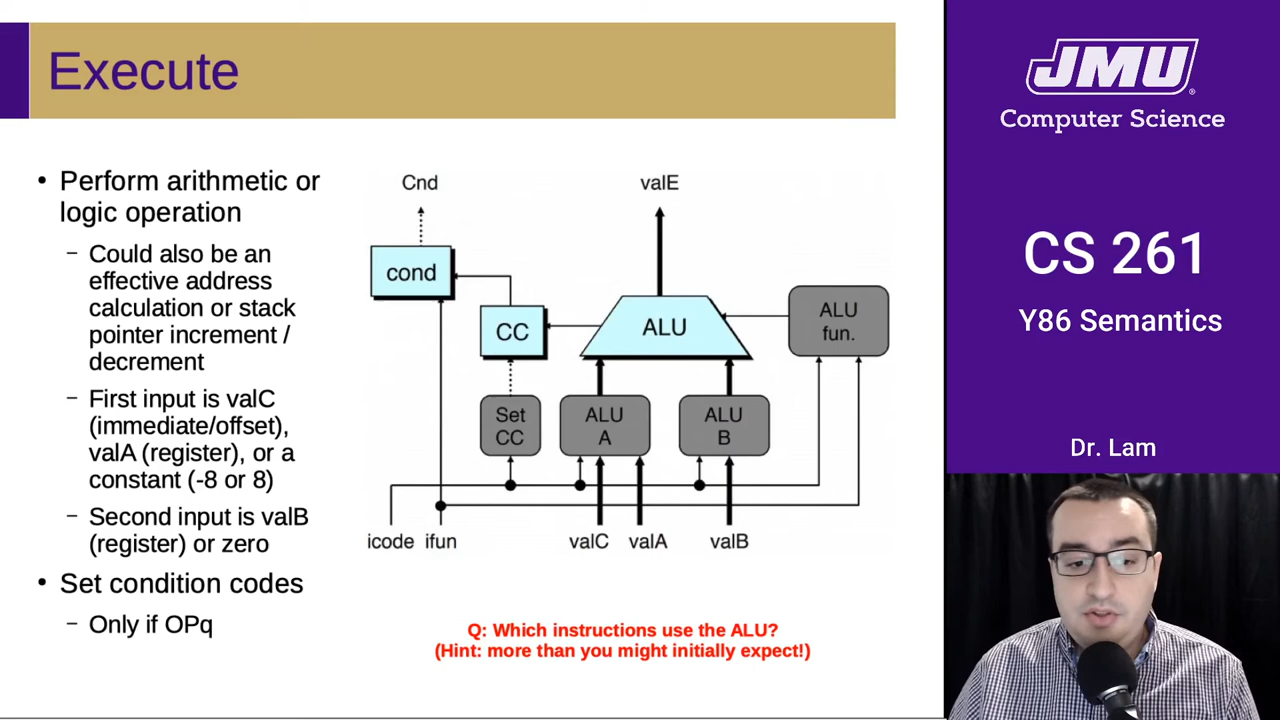 Execute
• Perform arithmetic or
logic operation
– Could also be an
effective address
calculation or stack
pointer increment /
decrement
– First input is valC
(immediate/offset),
valA (register), or a
constant (-8 or 8)
– Second input is valB
(register) or zero
• Set condition codes
– Only if OPq
Cnd
valE
cond
CC
ALU
ALU
fun.
Set
CC
ALU
A
ALU
B
icode ifun
valC valA
valB
Q: Which instructions use the ALU?
(Hint: more than you might initially expect!)
JMU
Computer Science
CS 261
Y86 Semantics
Dr. Lam